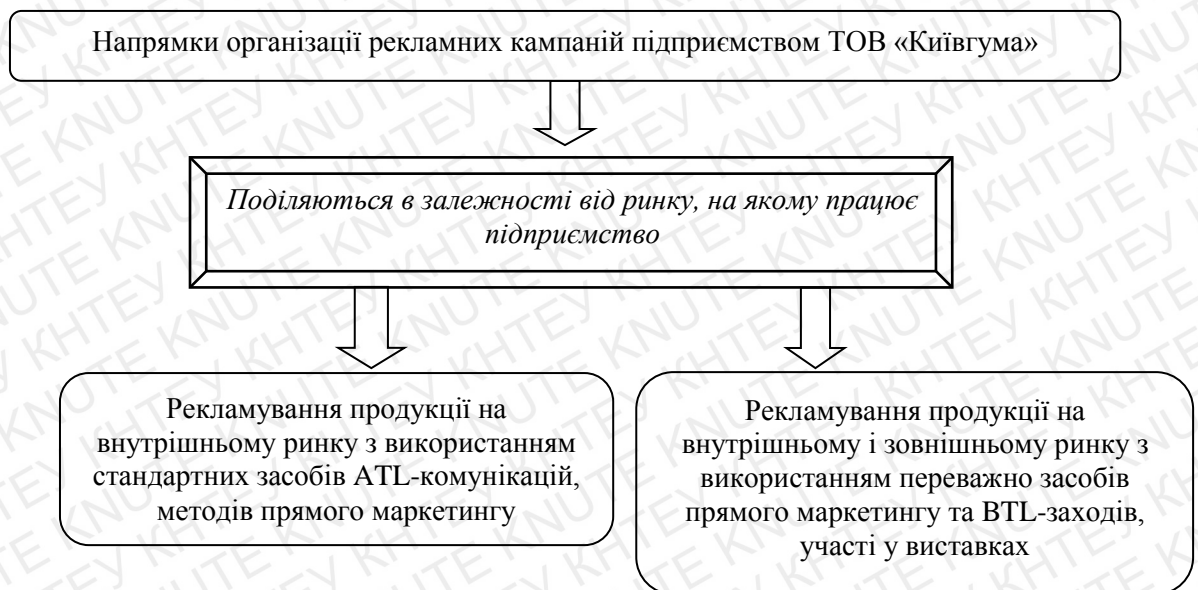 Напрямки організації рекламних кампаній підприємством ТОВ «Київгума»
Поділяються в залежності від ринку, на якому працює
підприємство
Рекламування продукції на
внутрішньому ринку з використанням
стандартних засобів ATL-комунікацій,
методів прямого маркетингу
Рекламування продукції на
внутрішньому і зовнішньому ринку з
використанням переважно засобів
прямого маркетингу та BTL-заходів,
участі у виставках